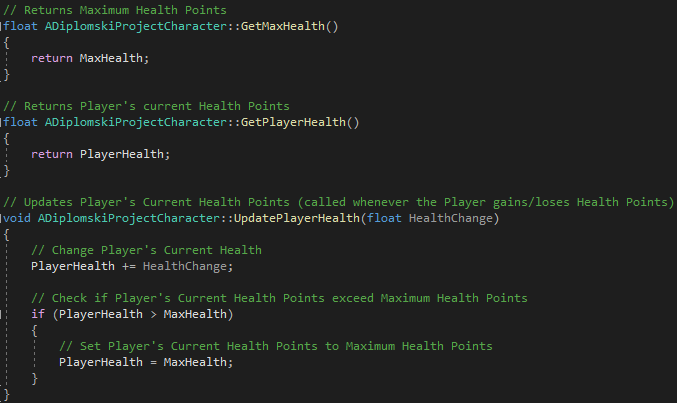 // Returns Maximum Health Points
float ADiplomskiProjectCharacter::GetMaxHealth()
{
    return MaxHealth;
}
// Returns Player's current Health Points
float ADiplomskiProjectCharacter::GetPlayerHealth()
{
    return PlayerHealth;
}
// Updates Player's Current Health Points (called whenever the Player gains/loses Health Points)
void ADiplomskiProjectCharacter::UpdatePlayerHealth(float HealthChange)
{
    // Change Player's Current Health
    PlayerHealth += HealthChange;
    // Check if Player's Current Health Points exceed Maximum Health Points
    if (PlayerHealth > MaxHealth)
    {
        // Set Player's Current Health Points to Maximum Health Points
        PlayerHealth = MaxHealth;
    }
}